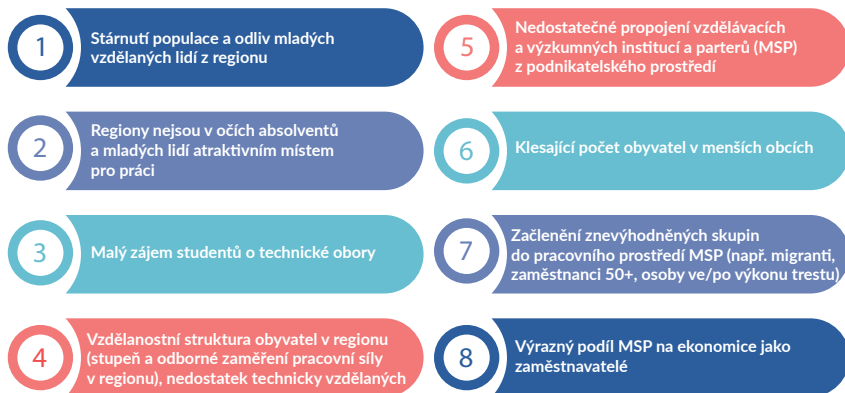 1
Stárnutí populace a odliv mladých
vzdělaných lidí z regionu
2
Regiony nejsou v očích absolventů
a mladých lidí atraktivním místem
pro práci
3
Malý zájem studentů o technické obory
4
Vzdělanostní struktura obyvatel v regionu
(stupeň a odborné zaměření pracovní síly
v regionu), nedostatek technicky vzdělaných
5
Nedostatečné propojení vzdělávacích
a výzkumných institucí a parterů (MSP)
z podnikatelského prostředí
6
Klesající počet obyvatel v menších obcích
7
Začlenění znevýhodněných skupin
do pracovního prostředí MSP (např. migranti,
zaměstnanci 50+, osoby ve/po výkonu trestu)
8
Výrazný podíl MSP na ekonomice jako
zaměstnavatelé